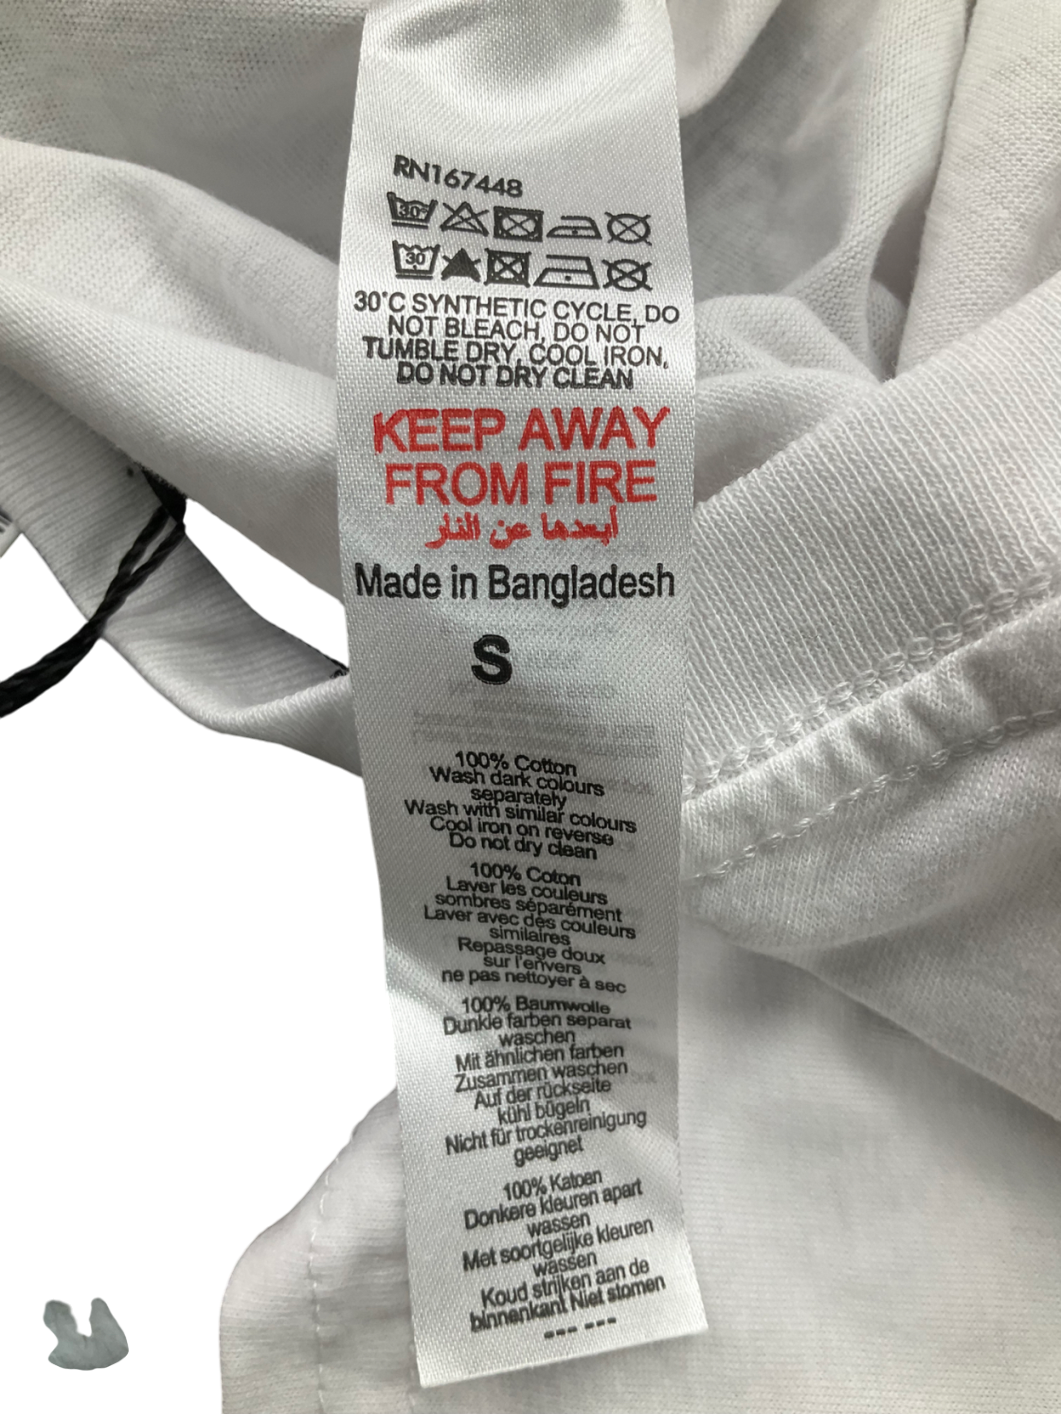 RN167448
30°
30
30°C SYNTHETIC CYCLE, DO
NOT BLEACH, DO NOT
TUMBLE DRY, COOL IRON,
DO NOT DRY CLEAN
KEEP AWAY
FROM FIRE
أبعدها عن النار
Made in Bangladesh
S
100% Cotton
Wash dark colours
separately
Wash with similar colours
Cool iron on reverse
Do not dry clean
100% Coton
Laver les couleurs
sombres séparément
Laver avec des couleurs
similaires
Repassage doux
sur l'envers
ne pas nettoyer à sec
100% Baumwolle
Dunkle farben separat
waschen
Mit ähnlichen farben
Zusammen waschen
Auf der rückseite
kühl bügeln
Nicht für trockenreinigung
geeignet
100% Katoen
Donkere kleuren apart
wassen
Met soortgelijke kleuren
wassen
Koud strijken aan de
binnenkant Niet stomen
--- ---